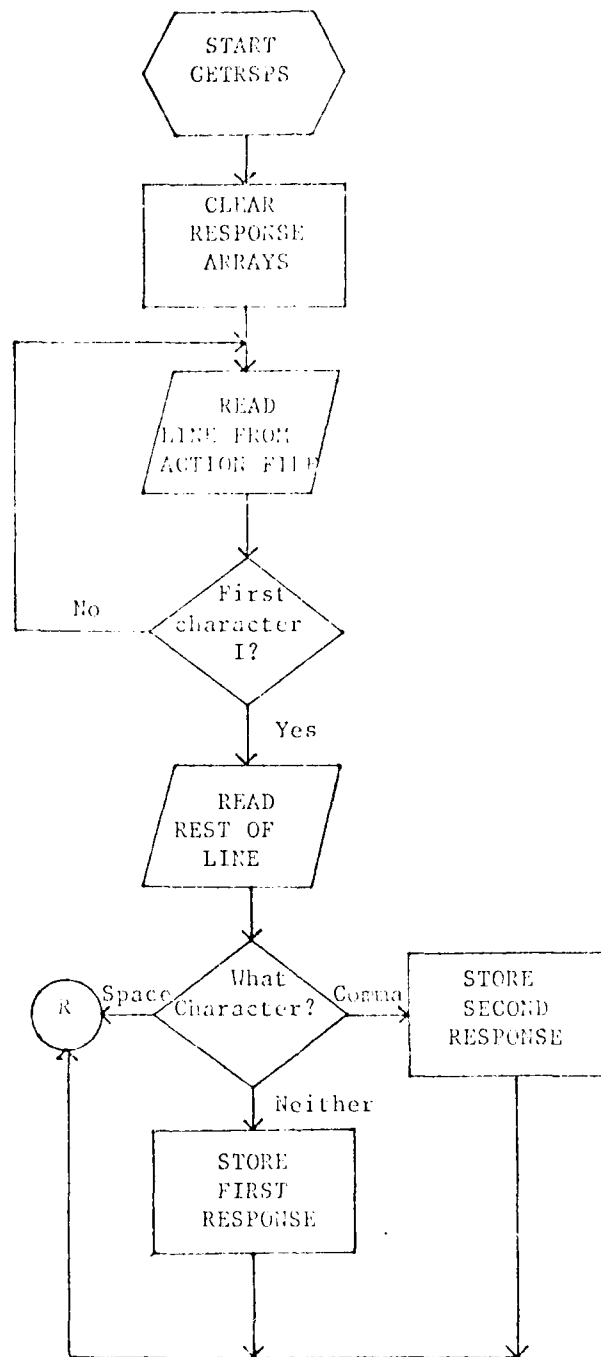 START
GETRSPS
CLEAR
RESPONSE
ARRAYS
READ
LINE FROM
ACTION FILE
First
character
I?
No
Yes
READ
REST OF
LINE
What
Character?
Space
R
Comma
STORE
SECOND
RESPONSE
Neither
STORE
FIRST
RESPONSE